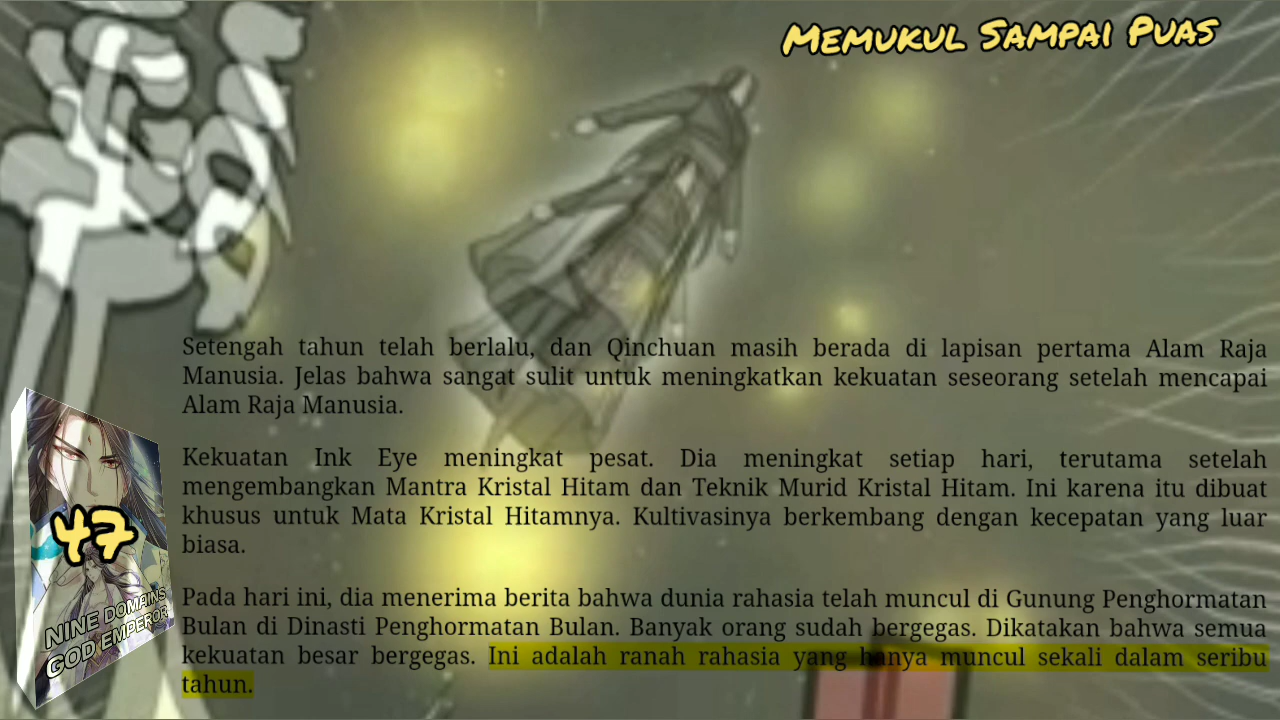 Memukul Sampai Puas
Setengah tahun telah berlalu, dan Qinchuan masih berada di lapisan pertama Alam Raja
Manusia. Jelas bahwa sangat sulit untuk meningkatkan kekuatan seseorang setelah mencapai
Alam Raja Manusia.
Kekuatan Ink Eye meningkat pesat. Dia meningkat setiap hari, terutama setelah
mengembangkan Mantra Kristal Hitam dan Teknik Murid Kristal Hitam. Ini karena itu dibuat
khusus untuk Mata Kristal Hitamnya. Kultivasinya berkembang dengan kecepatan yang luar
biasa.
Pada hari ini, dia menerima berita bahwa dunia rahasia telah muncul di Gunung Penghormatan
Bulan di Dinasti Penghormatan Bulan. Banyak orang sudah bergegas. Dikatakan bahwa semua
kekuatan besar bergegas. Ini adalah ranah rahasia yang hanya muncul sekali dalam seribu
tahun.
47
NINE DOMAINS
GOD EMPEROR